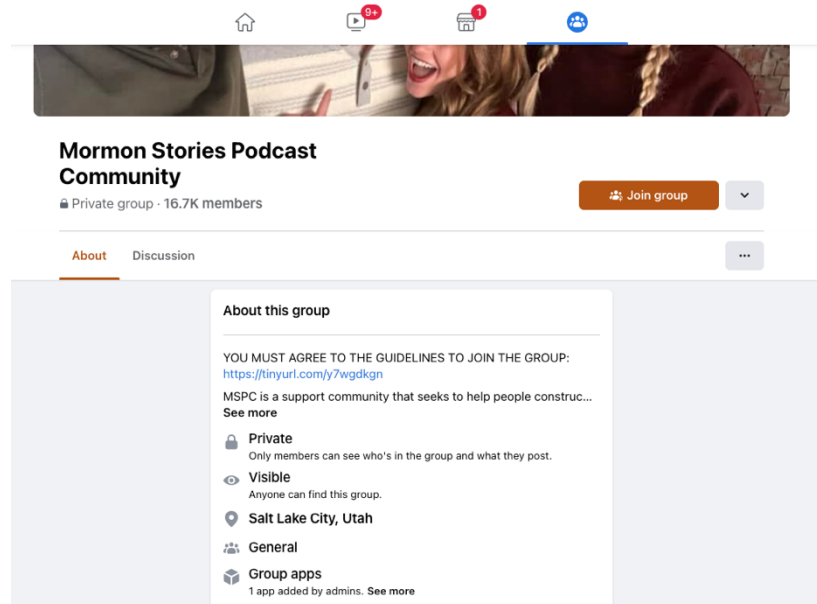 9+
1
Mormon Stories Podcast
Community
Private group · 16.7K members
Join group
About
Discussion
About this group
YOU MUST AGREE TO THE GUIDELINES TO JOIN THE GROUP:
https://tinyurl.com/y7wgdkgn
MSPC is a support community that seeks to help people construc...
See more
Private
Only members can see who's in the group and what they post.
Visible
Anyone can find this group.
Salt Lake City, Utah
General
Group apps
1 app added by admins. See more